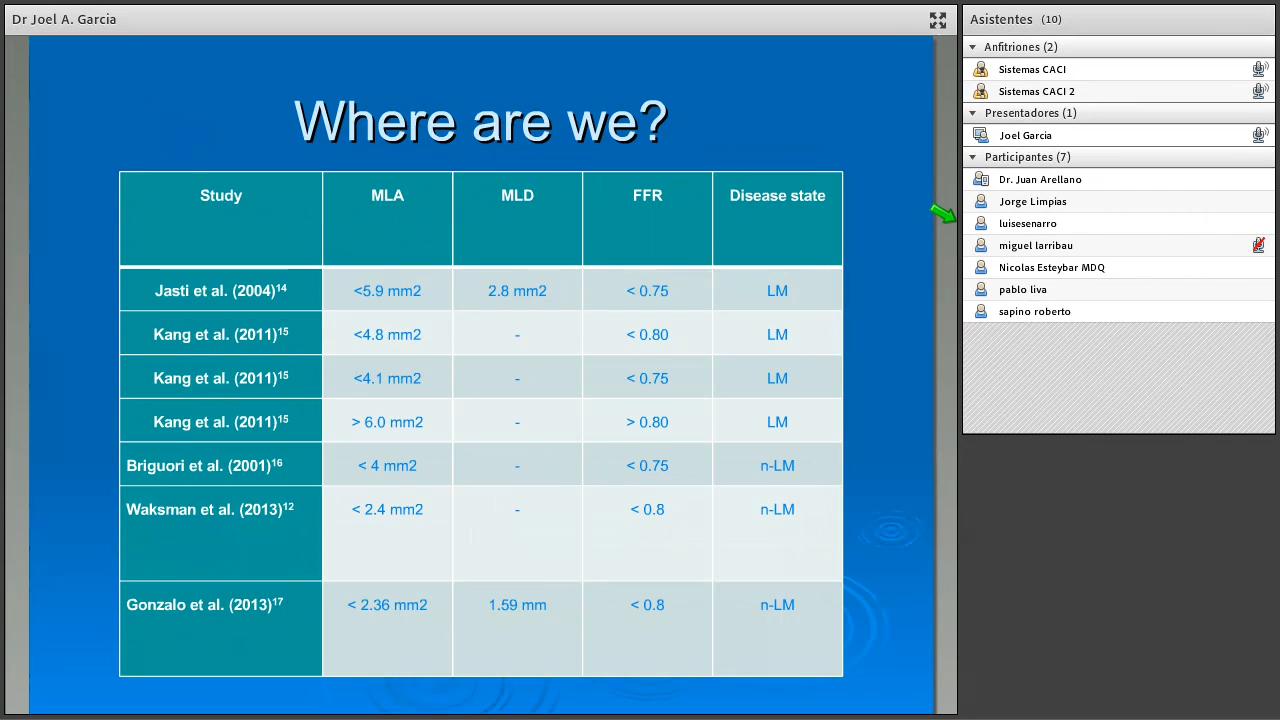 Dr Joel A. Garcia
Where are we?
Study MLA MLD FFR Disease state
Jasti et al. (2004)14 <5.9 mm2 2.8 mm2 < 0.75 LM
Kang et al. (2011)15 <4.8 mm2 - < 0.80 LM
Kang et al. (2011)15 <4.1 mm2 - < 0.75 LM
Kang et al. (2011)15 > 6.0 mm2 - > 0.80 LM
Briguori et al. (2001)16 < 4 mm2 - < 0.75 n-LM
Waksman et al. (2013)12 < 2.4 mm2 - < 0.8 n-LM
Gonzalo et al. (2013)17 < 2.36 mm2 1.59 mm < 0.8 n-LM
Asistentes (10)
Anfitriones (2)
Sistemas CACI
Sistemas CACI 2
Presentadores (1)
Joel Garcia
Participantes (7)
Dr. Juan Arellano
Jorge Limpias
luisesenarro
miguel larribau
Nicolas Esteybar MDQ
pablo liva
sapino roberto